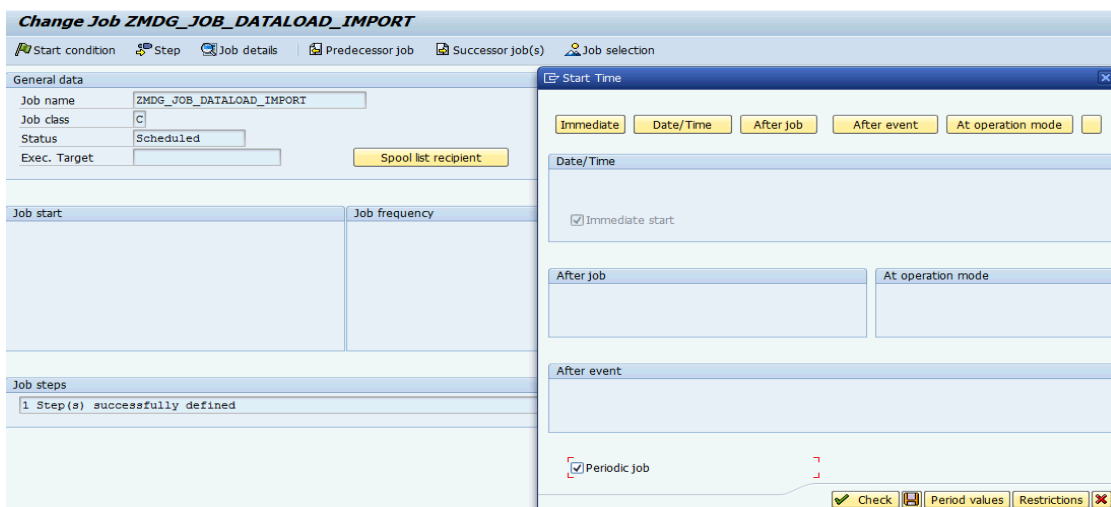 Change Job ZMDG_JOB_DATALOAD_IMPORT
Start condition Step Job details Predecessor job Successor job(s) Job selection
General data
Job name ZMDG_JOB_DATALOAD_IMPORT
Job class C
Status Scheduled
Exec. Target Spool list recipient
Job start Job frequency
Job steps
1 Step(s) successfully defined
Start Time
Immediate Date/Time After job After event At operation mode
Date/Time
Immediate start
After job At operation mode
After event
Periodic job
Check Period values Restrictions